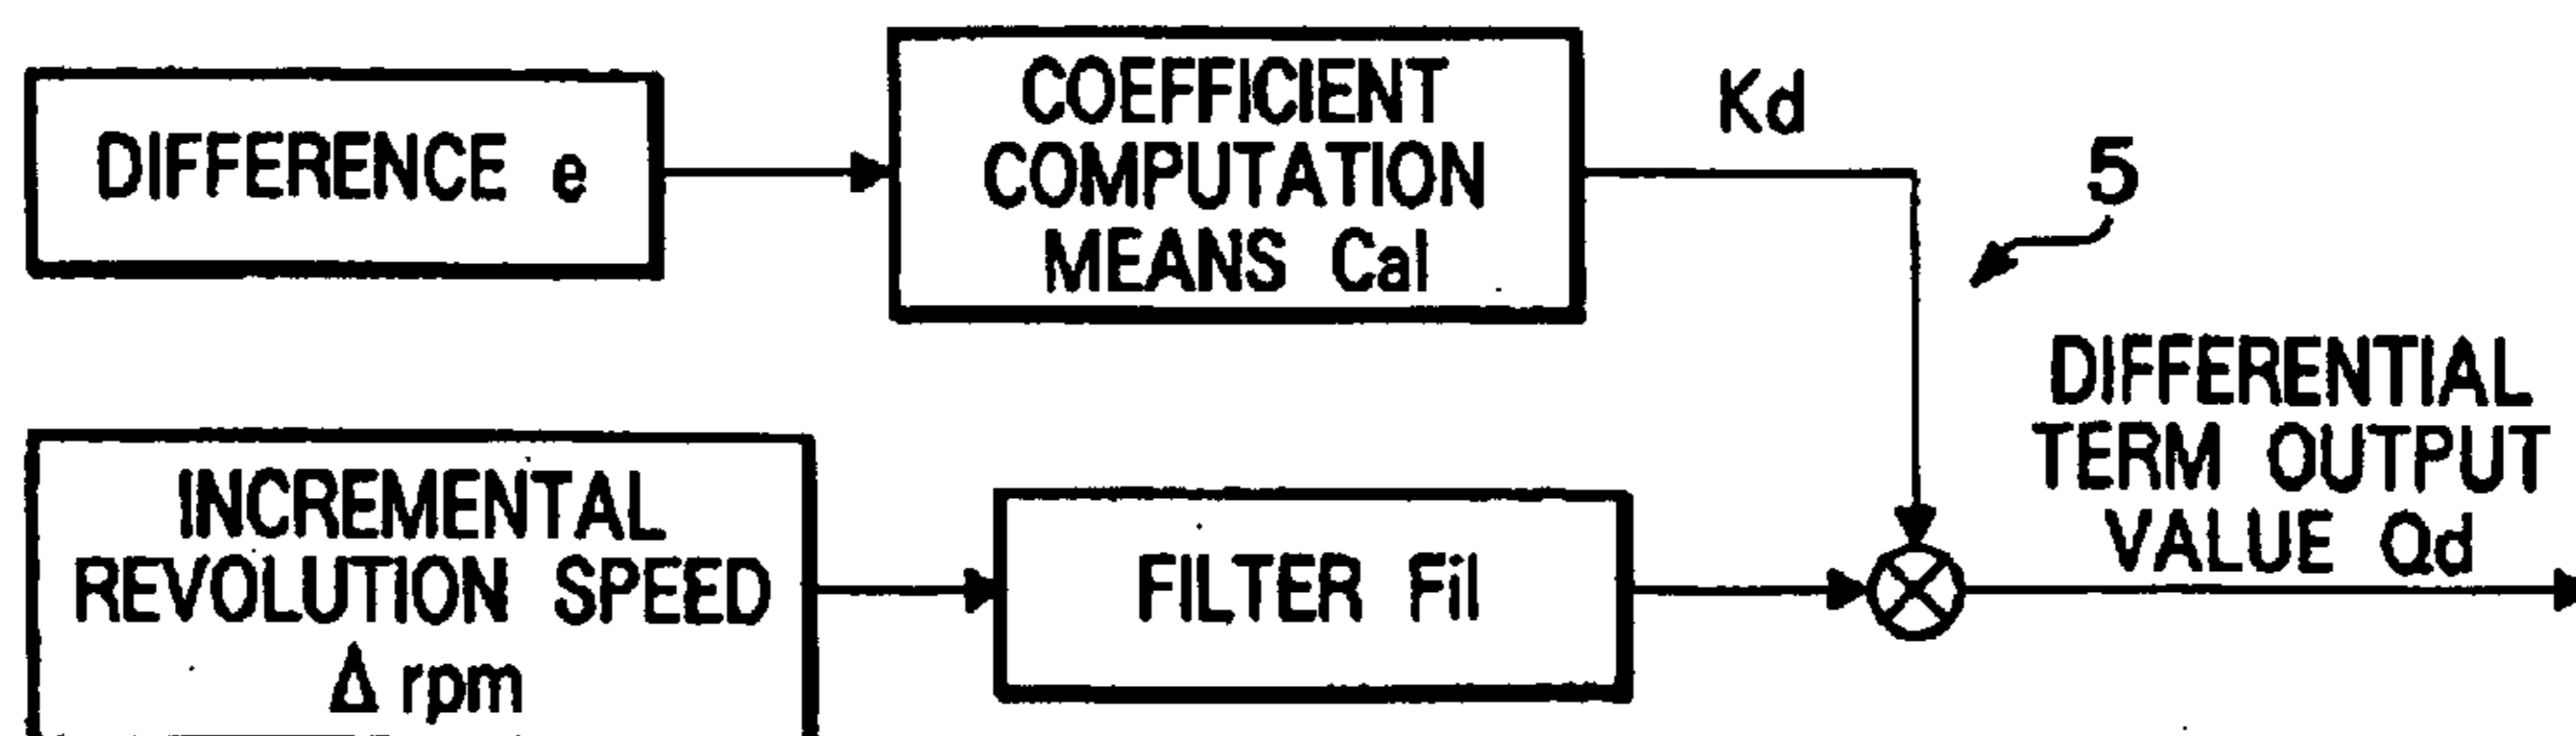 DIFFERENCE e
COEFFICIENT
COMPUTATION
MEANS Cal
Kd
5
DIFFERENTIAL
TERM OUTPUT
VALUE Qd
INCREMENTAL
REVOLUTION SPEED
Δ rpm
FILTER Fil